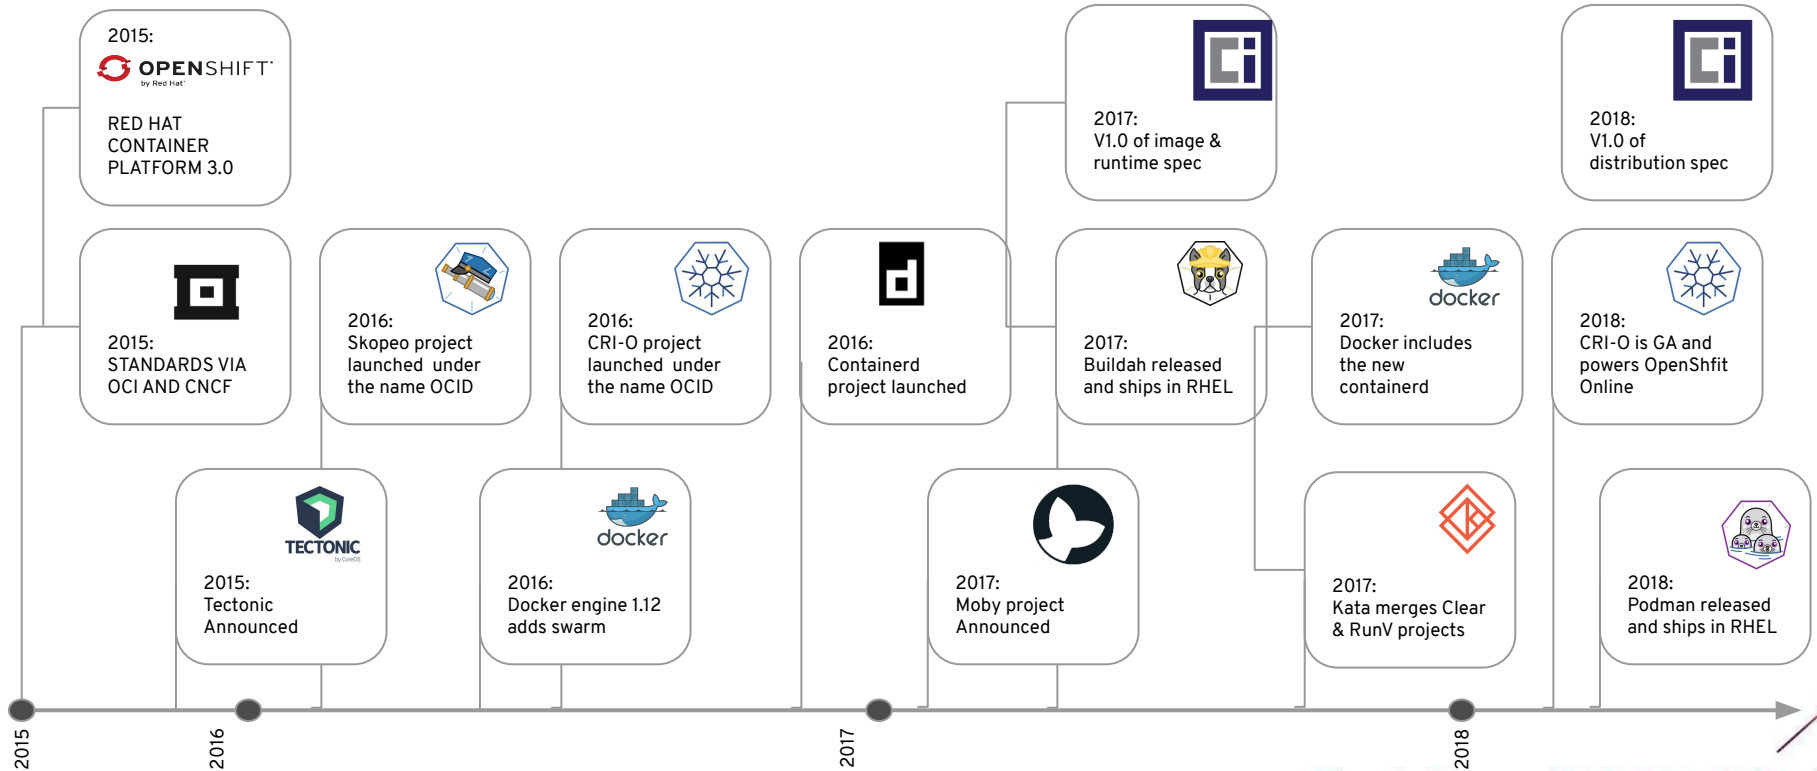 2015:
OPENSHIFT
by Red Hat
RED HAT
CONTAINER
PLATFORM 3.0
2017:
V1.0 of image &
runtime spec
2018:
V1.0 of
distribution spec
2015:
STANDARDS VIA
OCI AND CNCF
2016:
Skopeo project
launched under
the name OCID
2016:
CRI-O project
launched under
the name OCID
d
2016:
Containerd
project launched
2017:
Buildah released
and ships in RHEL
docker
2017:
Docker includes
the new
containerd
2018:
CRI-O is GA and
powers OpenShfit
Online
TECTONIC
by CoreOS
2015:
Tectonic
Announced
docker
2016:
Docker engine 1.12
adds swarm
2017:
Moby project
Announced
2017:
Kata merges Clear
& RunV projects
2018:
Podman released
and ships in RHEL
2015
2016
2017
2018